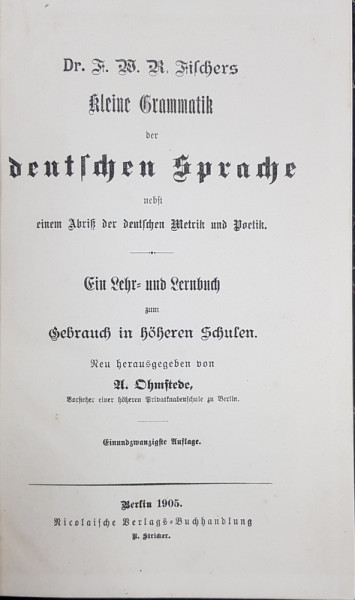 Dr. F. W. R. Fiſchers
Kleine Grammatik
der
deutſchen Sprache
nebſt
einem Abriß der deutſchen Metrik und Poetik.
Ein Lehr- und Lernbuch
zum
Gebrauch in höheren Schulen.
Neu herausgegeben von
A. Ohmſtede,
Vorſteher einer höheren Privatknabenſchule zu Berlin.
Einundzwanzigſte Auflage.
Berlin 1905.
Nicolaiſche Verlags-Buchhandlung
R. Stricker.